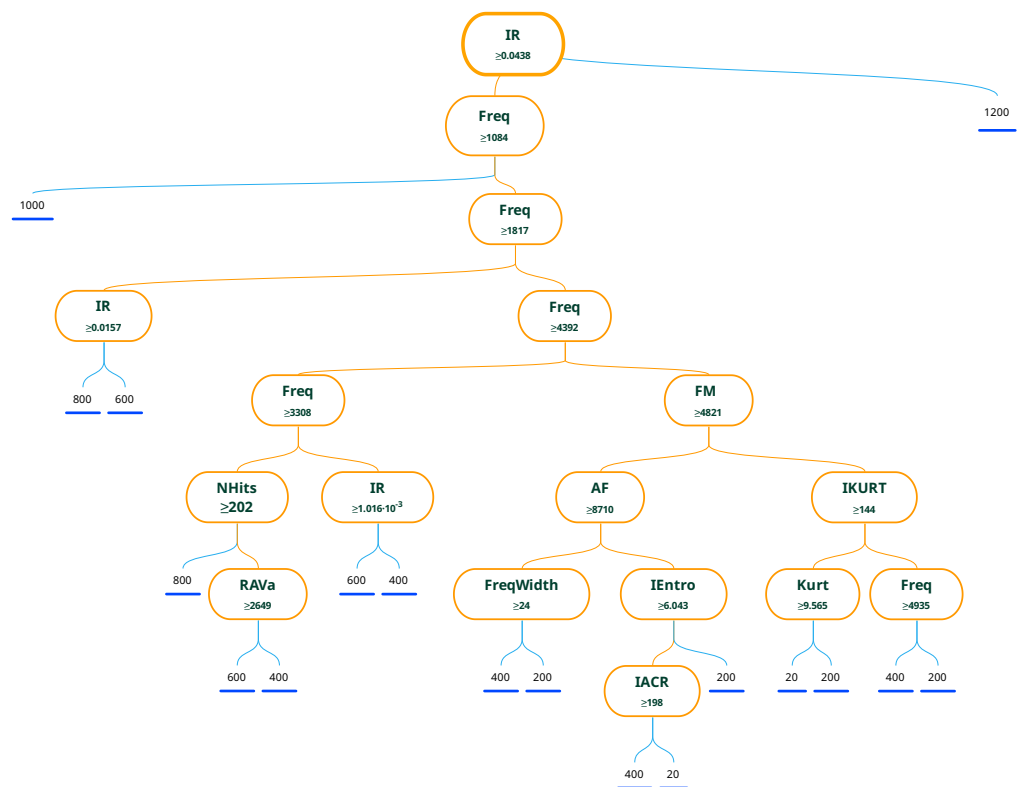 IR
≥0.0438
Freq
≥1084
1200
1000
Freq
≥1817
IR
≥0.0157
Freq
≥4392
800
600
Freq
≥3308
FM
≥4821
NHits
≥202
IR
≥1.016·10⁻³
AF
≥8710
IKURT
≥144
800
RAVa
≥2649
600
400
FreqWidth
≥24
IEntro
≥6.043
Kurt
≥9.565
Freq
≥4935
600
400
400
200
IACR
≥198
200
20
200
400
200
400
20